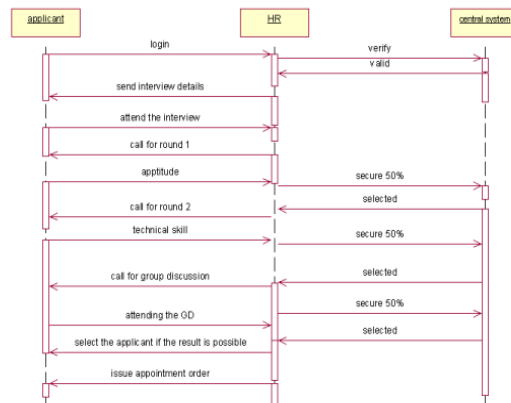 applicant
HR
central system
login
verify
valid
send interview details
attend the interview
call for round 1
apptitude
secure 50%
selected
call for round 2
technical skill
secure 50%
selected
call for group discussion
secure 50%
attending the GD
selected
select the applicant if the result is possible
issue appointment order